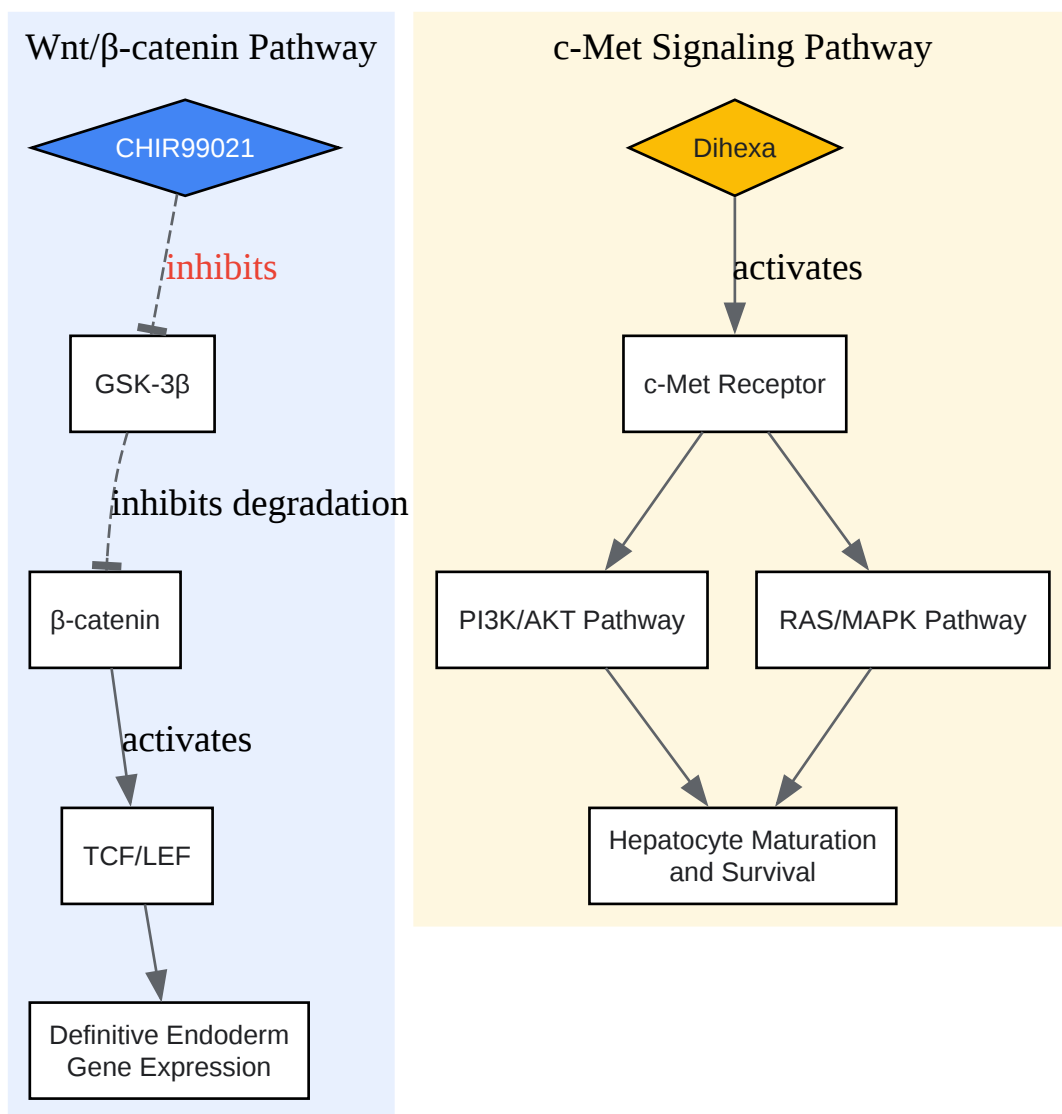 Wnt/β-catenin Pathway
CHIR99021
inhibits
GSK-3β
inhibits degradation
β-catenin
activates
TCF/LEF
Definitive Endoderm
Gene Expression
c-Met Signaling Pathway
Dihexa
activates
c-Met Receptor
PI3K/AKT Pathway
RAS/MAPK Pathway
Hepatocyte Maturation
and Survival